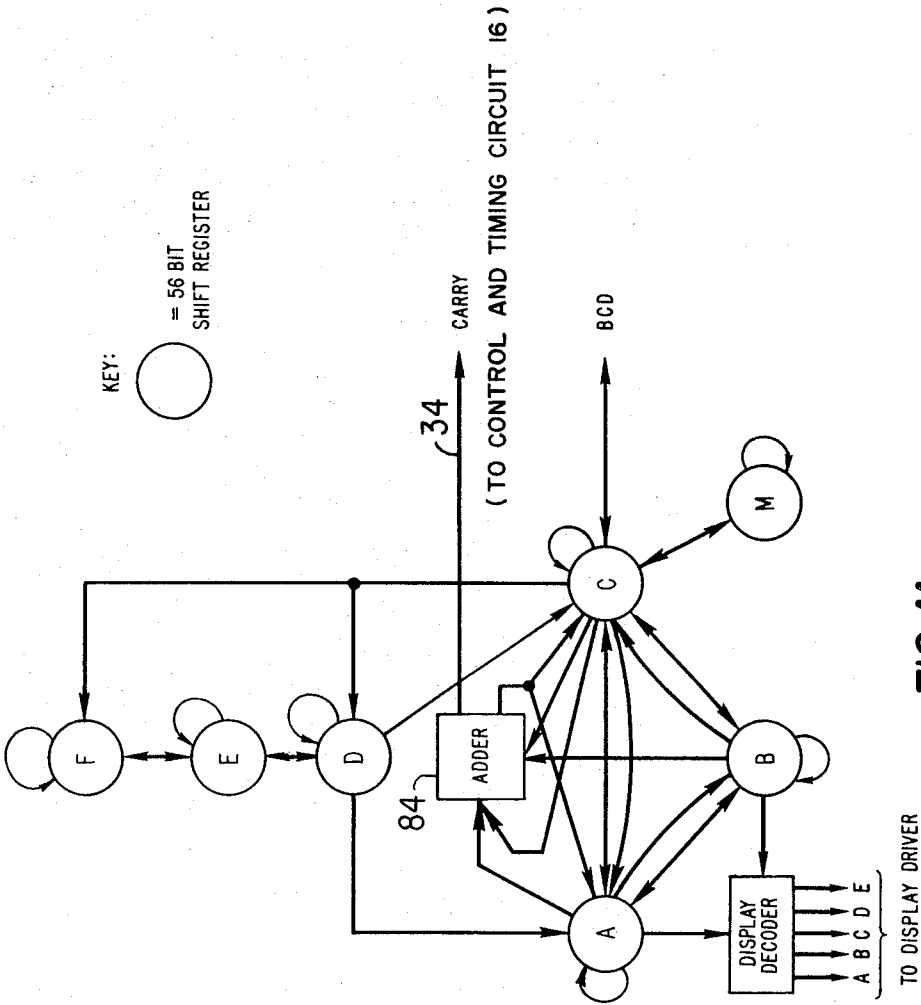 KEY:
= 56 BIT
SHIFT REGISTER
F
E
D
84
ADDER
34
CARRY
(TO CONTROL AND TIMING CIRCUIT 16)
C
BCD
M
A
B
DISPLAY
DECODER
A B C D E
TO DISPLAY DRIVER